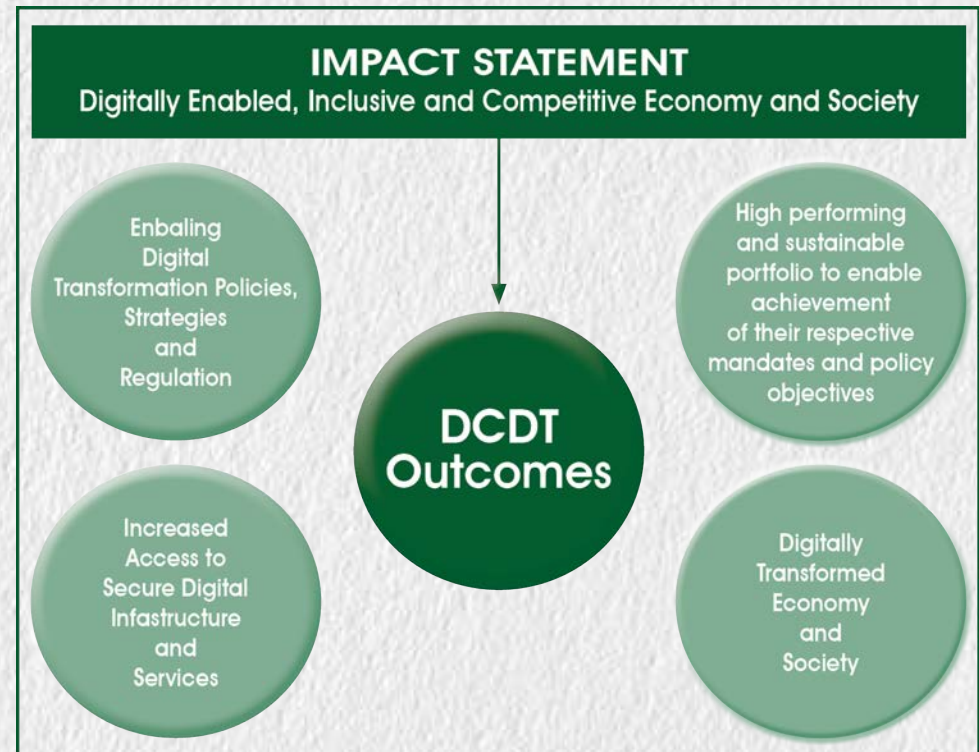 IMPACT STATEMENT
Digitally Enabled, Inclusive and Competitive Economy and Society
Enbaling
Digital
Transformation Policies,
Strategies
and
Regulation
High performing
and sustainable
portfolio to enable
achievement
of their respective
mandates and policy
objectives
DCDT
Outcomes
Increased
Access to
Secure Digital
Infastructure
and
Services
Digitally
Transformed
Economy
and
Society